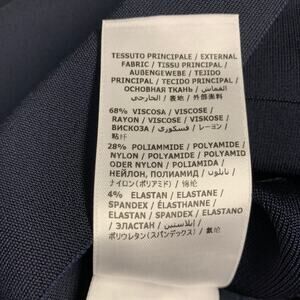 TESSUTO PRINCIPALE / EXTERNAL
FABRIC / TISSU PRINCIPAL /
AUßENGEWEBE / TEJIDO
PRINCIPAL / TECIDO PRINCIPAL /
ОСНОВНАЯ ТКАНЬ / القماش
الخارجي / 表地 / 外部面料
68% VISCOSA / VISCOSE /
RAYON / VISCOSE / VISKOSE /
ВИСКОЗА / فسكوزي / レーヨン /
粘纤
28% POLIAMMIDE / POLYAMIDE /
NYLON / POLYAMIDE / POLYAMID
ODER NYLON / POLIAMIDA /
НЕЙЛОН, ПОЛИАМИД / نايلون /
ナイロン(ポリアミド) / 锦纶
4% ELASTAN / ELASTANE /
SPANDEX / ÉLASTHANNE /
ELASTAN / SPANDEX / ELASTANO
/ ЭЛАСТАН / إيلاستين /
ポリウレタン(スパンデックス) / 氨纶